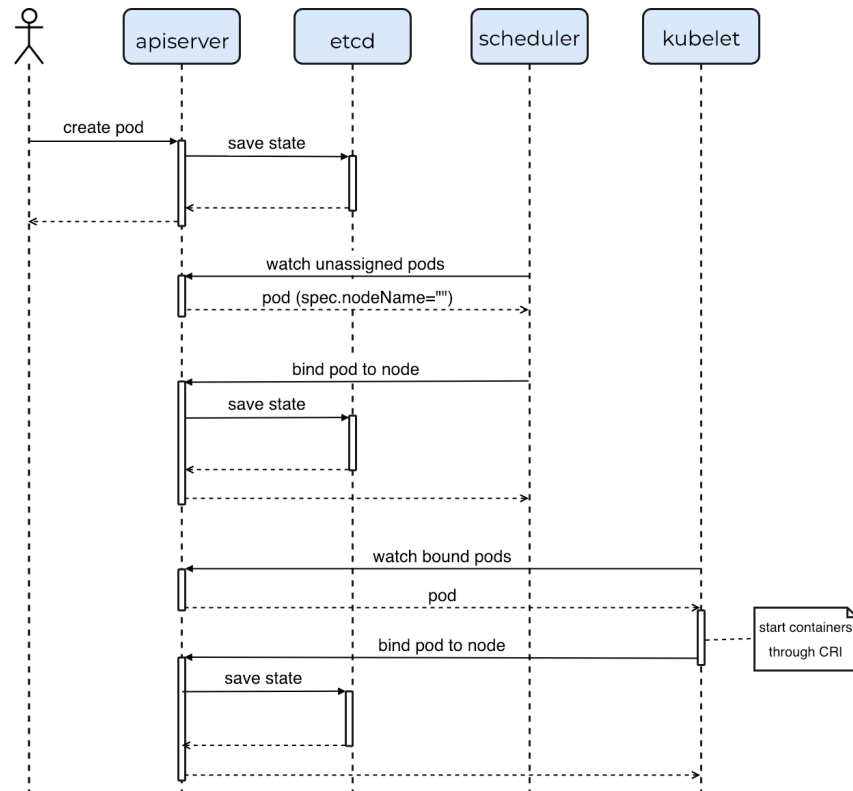 apiserver
etcd
scheduler
kubelet
create pod
save state
watch unassigned pods
pod (spec.nodeName="")
bind pod to node
save state
watch bound pods
pod
start containers
through CRI
bind pod to node
save state